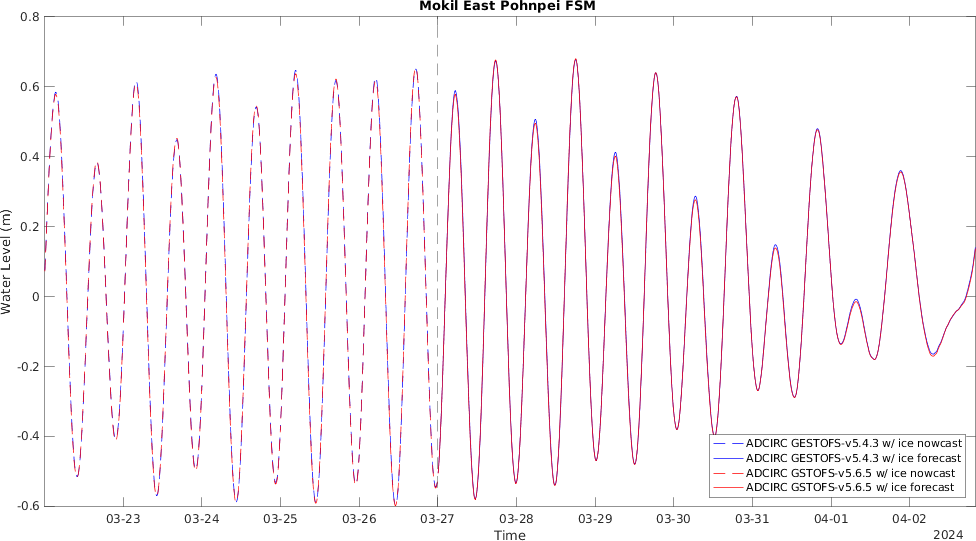 Mokil East Pohnpei FSM
0.8
0.6
0.4
0.2
0
-0.2
-0.4
-0.6
Water Level (m)
ADCIRC GESTOFS-v5.4.3 w/ ice nowcast
ADCIRC GESTOFS-v5.4.3 w/ ice forecast
ADCIRC GSTOFS-v5.6.5 w/ ice nowcast
ADCIRC GSTOFS-v5.6.5 w/ ice forecast
03-23 03-24 03-25 03-26 03-27 03-28 03-29 03-30 03-31 04-01 04-02
Time
2024